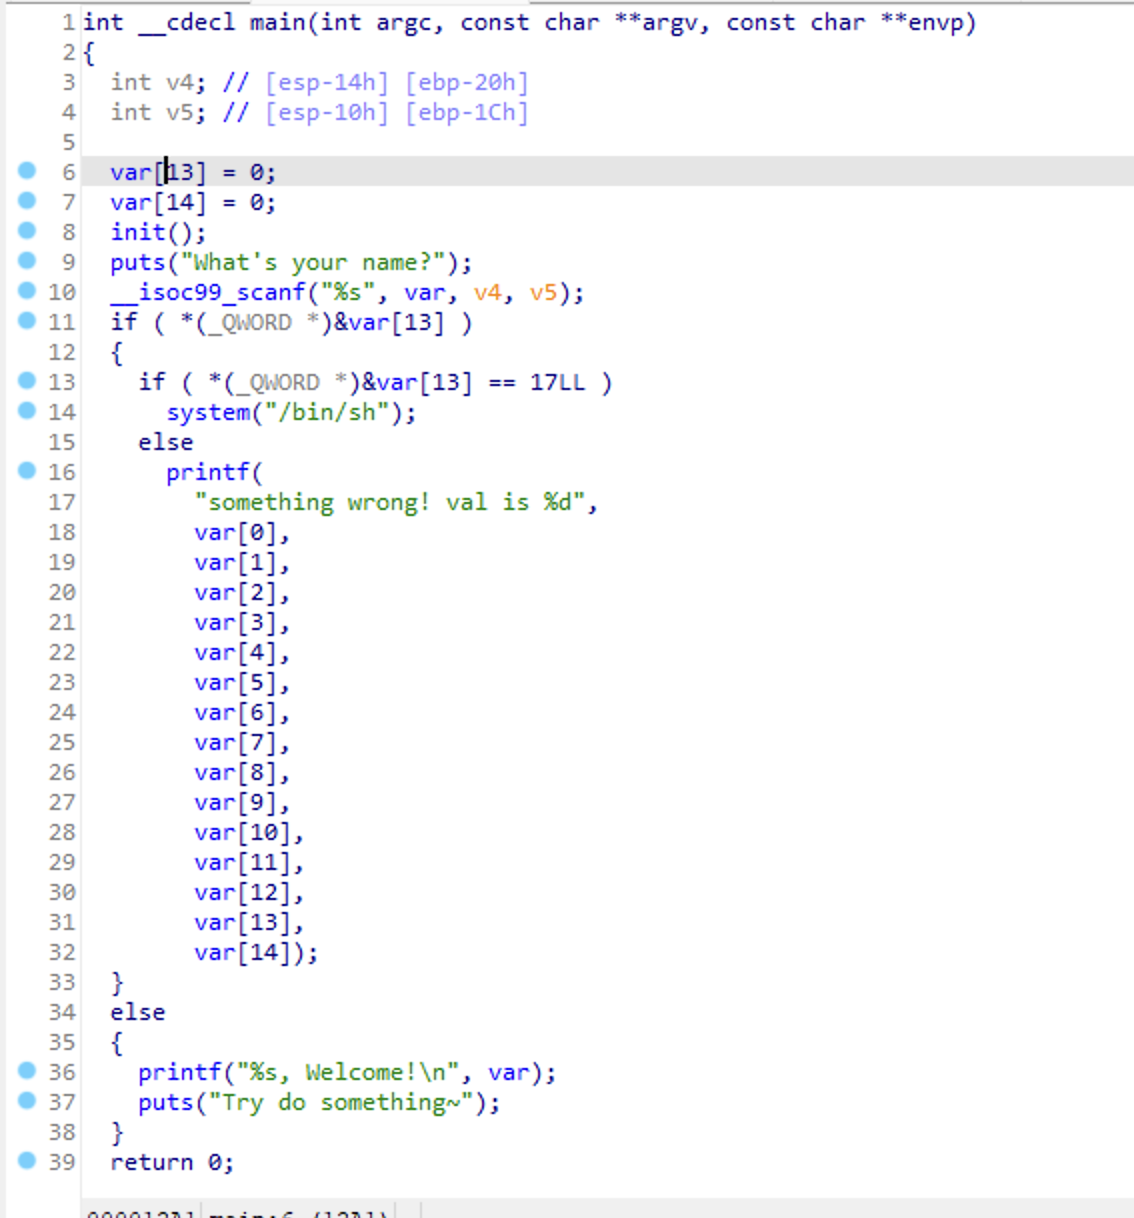 1 int __cdecl main(int argc, const char **argv, const char **envp)
2 {
3   int v4; // [esp-14h] [ebp-20h]
4   int v5; // [esp-10h] [ebp-1Ch]
5
6   var[13] = 0;
7   var[14] = 0;
8   init();
9   puts("What's your name?");
10   __isoc99_scanf("%s", var, v4, v5);
11   if ( *(_QWORD *)&var[13] )
12   {
13     if ( *(_QWORD *)&var[13] == 17LL )
14       system("/bin/sh");
15     else
16       printf(
17         "something wrong! val is %d",
18         var[0],
19         var[1],
20         var[2],
21         var[3],
22         var[4],
23         var[5],
24         var[6],
25         var[7],
26         var[8],
27         var[9],
28         var[10],
29         var[11],
30         var[12],
31         var[13],
32         var[14]);
33   }
34   else
35   {
36     printf("%s, Welcome!\n", var);
37     puts("Try do something~");
38   }
39   return 0;